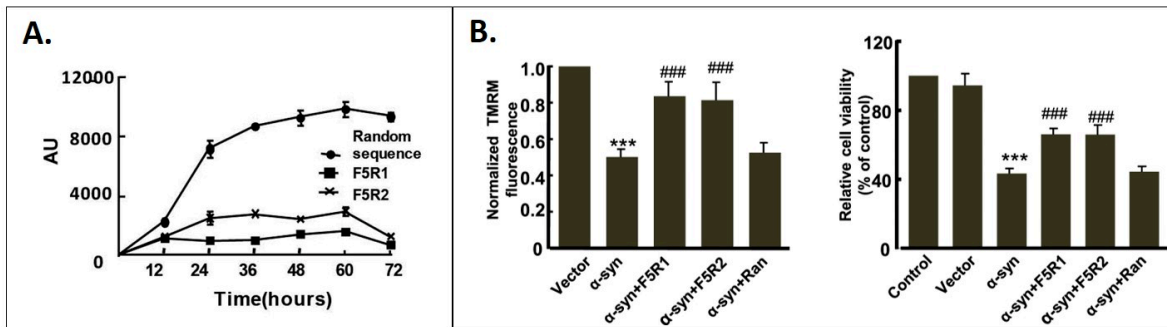 A.
12000
8000
4000
0
AU
Random
sequence
F5R1
F5R2
12 24 36 48 60 72
Time(hours)
B.
Normalized TMRM
fluorescence
1.0
0.8
0.6
0.4
0.2
0
***
###
###
Vector
α-syn
α-syn+F5R1
α-syn+F5R2
α-syn+Ran
Relative cell viability
(% of control)
120
80
40
0
***
###
###
Control
Vector
α-syn
α-syn+F5R1
α-syn+F5R2
α-syn+Ran